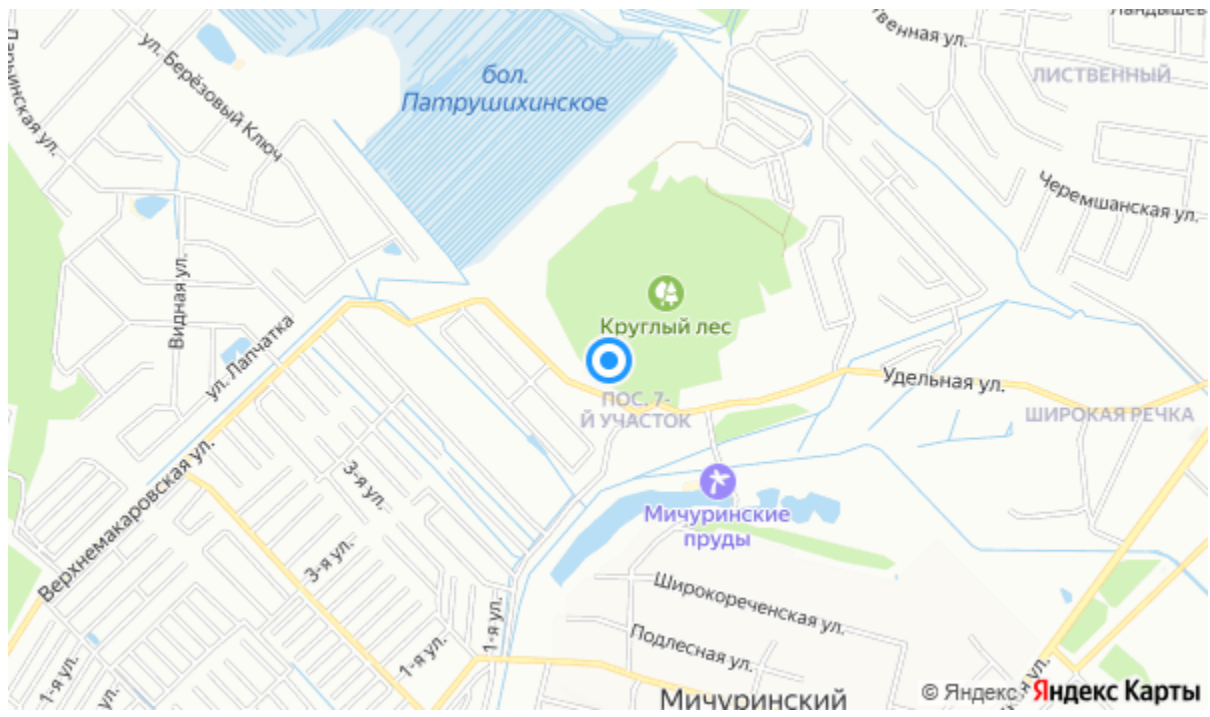 ул. Берёзовый Ключ
бол.
Патрушихинское
ЛИСТВЕННЫЙ
Черемшанская ул.
Видная ул.
ул. Лапчатка
Круглый лес
Удельная ул.
ПОС. 7-
Й УЧАСТОК
ШИРОКАЯ РЕЧКА
Верхнемакаровская ул.
3-я ул.
3-я ул.
Мичуринские
пруды
Широкореченская ул.
Подлесная ул.
1-я ул.
1-я ул.
1-я ул.
ул.
Мичуринский
© Яндекс
Яндекс Карты